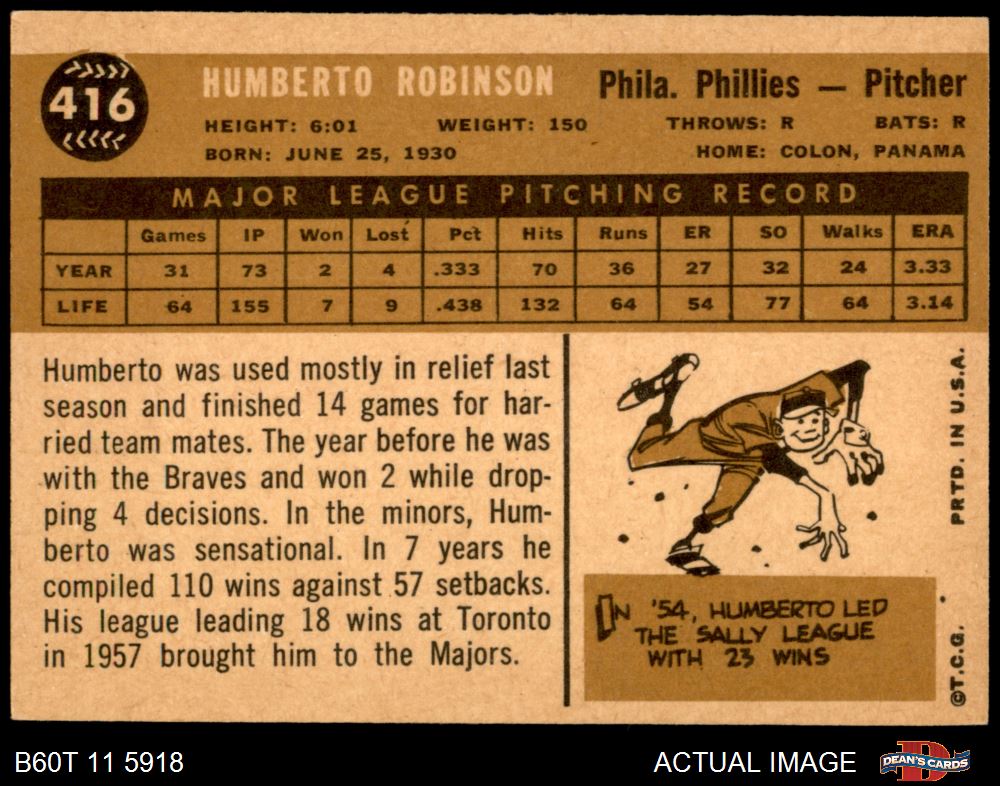 416
HUMBERTO ROBINSON
Phila. Phillies — Pitcher
HEIGHT: 6:01 WEIGHT: 150 THROWS: R BATS: R
BORN: JUNE 25, 1930 HOME: COLON, PANAMA
MAJOR LEAGUE PITCHING RECORD
Games IP Won Lost Pct Hits Runs ER SO Walks ERA
YEAR 31 73 2 4 .333 70 36 27 32 24 3.33
LIFE 64 155 7 9 .438 132 64 54 77 64 3.14
Humberto was used mostly in relief last
season and finished 14 games for har-
ried team mates. The year before he was
with the Braves and won 2 while drop-
ping 4 decisions. In the minors, Hum-
berto was sensational. In 7 years he
compiled 110 wins against 57 setbacks.
His league leading 18 wins at Toronto
in 1957 brought him to the Majors.
IN '54, HUMBERTO LED
THE SALLY LEAGUE
WITH 23 WINS
©T.C.G. PRTD. IN U.S.A.
B60T 11 5918
ACTUAL IMAGE
D
DEAN'S CARDS